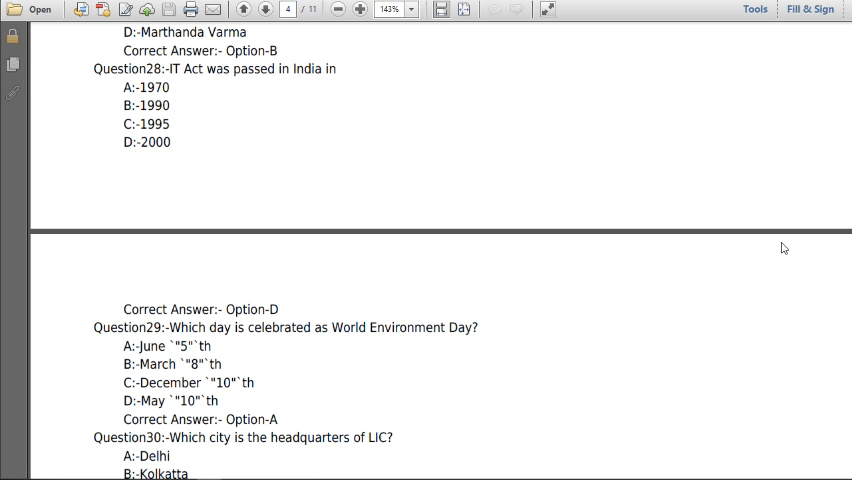 Open
4 / 11
143%
Tools
Fill & Sign
D:-Marthanda Varma
Correct Answer:- Option-B
Question28:-IT Act was passed in India in
A:-1970
B:-1990
C:-1995
D:-2000
Correct Answer:- Option-D
Question29:-Which day is celebrated as World Environment Day?
A:-June `"5"`th
B:-March `"8"`th
C:-December `"10"`th
D:-May `"10"`th
Correct Answer:- Option-A
Question30:-Which city is the headquarters of LIC?
A:-Delhi
B:-Kolkatta